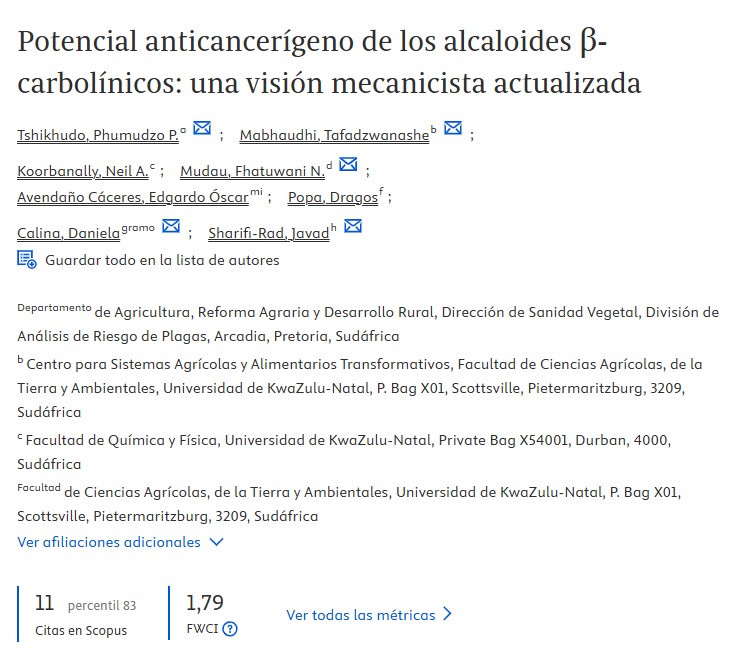 Potencial anticancerígeno de los alcaloides β-
carbolínicos: una visión mecanicista actualizada
Tshikhudo, Phumudzo P.a ; Mabhaudhi, Tafadzwanashe b ;
Koorbanally, Neil A.c ; Mudau, Fhatuwani N.d ;
Avendaño Cáceres, Edgardo Óscar mi ; Popa, Dragos f ;
Calina, Daniela gramo ; Sharifi-Rad, Javad h
Guardar todo en la lista de autores
Departamento de Agricultura, Reforma Agraria y Desarrollo Rural, Dirección de Sanidad Vegetal, División de
Análisis de Riesgo de Plagas, Arcadia, Pretoria, Sudáfrica
b Centro para Sistemas Agrícolas y Alimentarios Transformativos, Facultad de Ciencias Agrícolas, de la
Tierra y Ambientales, Universidad de KwaZulu-Natal, P. Bag X01, Scottsville, Pietermaritzburg, 3209,
Sudáfrica
c Facultad de Química y Física, Universidad de KwaZulu-Natal, Private Bag X54001, Durban, 4000,
Sudáfrica
Facultad de Ciencias Agrícolas, de la Tierra y Ambientales, Universidad de KwaZulu-Natal, P. Bag X01,
Scottsville, Pietermaritzburg, 3209, Sudáfrica
Ver afiliaciones adicionales
11 percentil 83
Citas en Scopus
1,79
FWCI ?
Ver todas las métricas